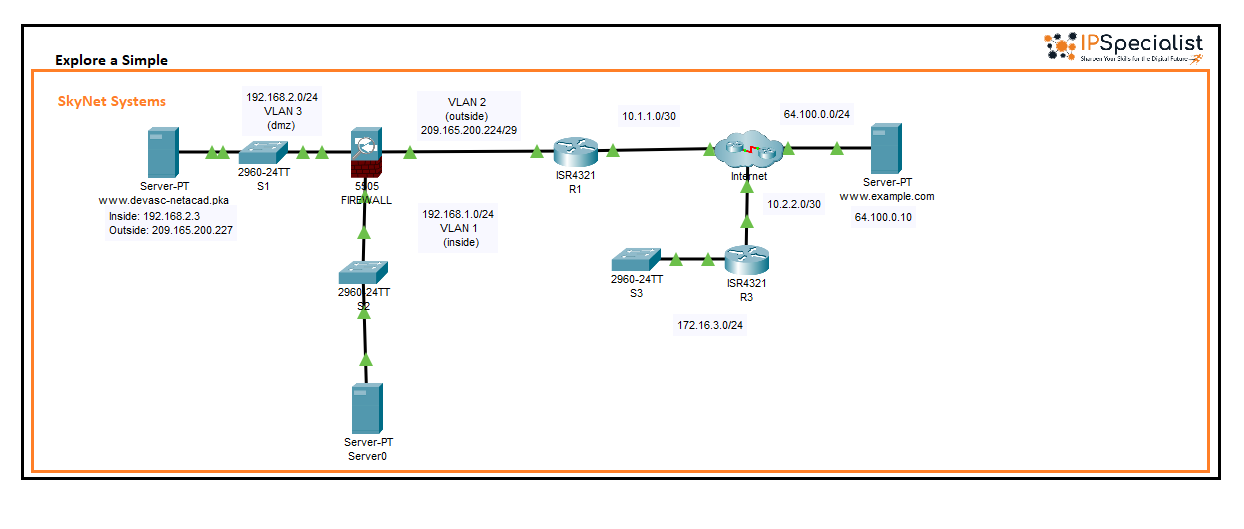 IPSpecialist
Sharpen Your Skills for the Digital Future
Explore a Simple
SkyNet Systems
192.168.2.0/24
VLAN 3
(dmz)
VLAN 2
(outside)
209.165.200.224/29
10.1.1.0/30
64.100.0.0/24
2960-24TT
S1
Server-PT
www.devasc-netacad.pka
Inside: 192.168.2.3
Outside: 209.165.200.227
5505
FIREWALL
ISR4321
R1
Internet
Server-PT
www.example.com
64.100.0.10
192.168.1.0/24
VLAN 1
(inside)
10.2.2.0/30
2960-24TT
S2
2960-24TT
S3
ISR4321
R3
172.16.3.0/24
Server-PT
Server0